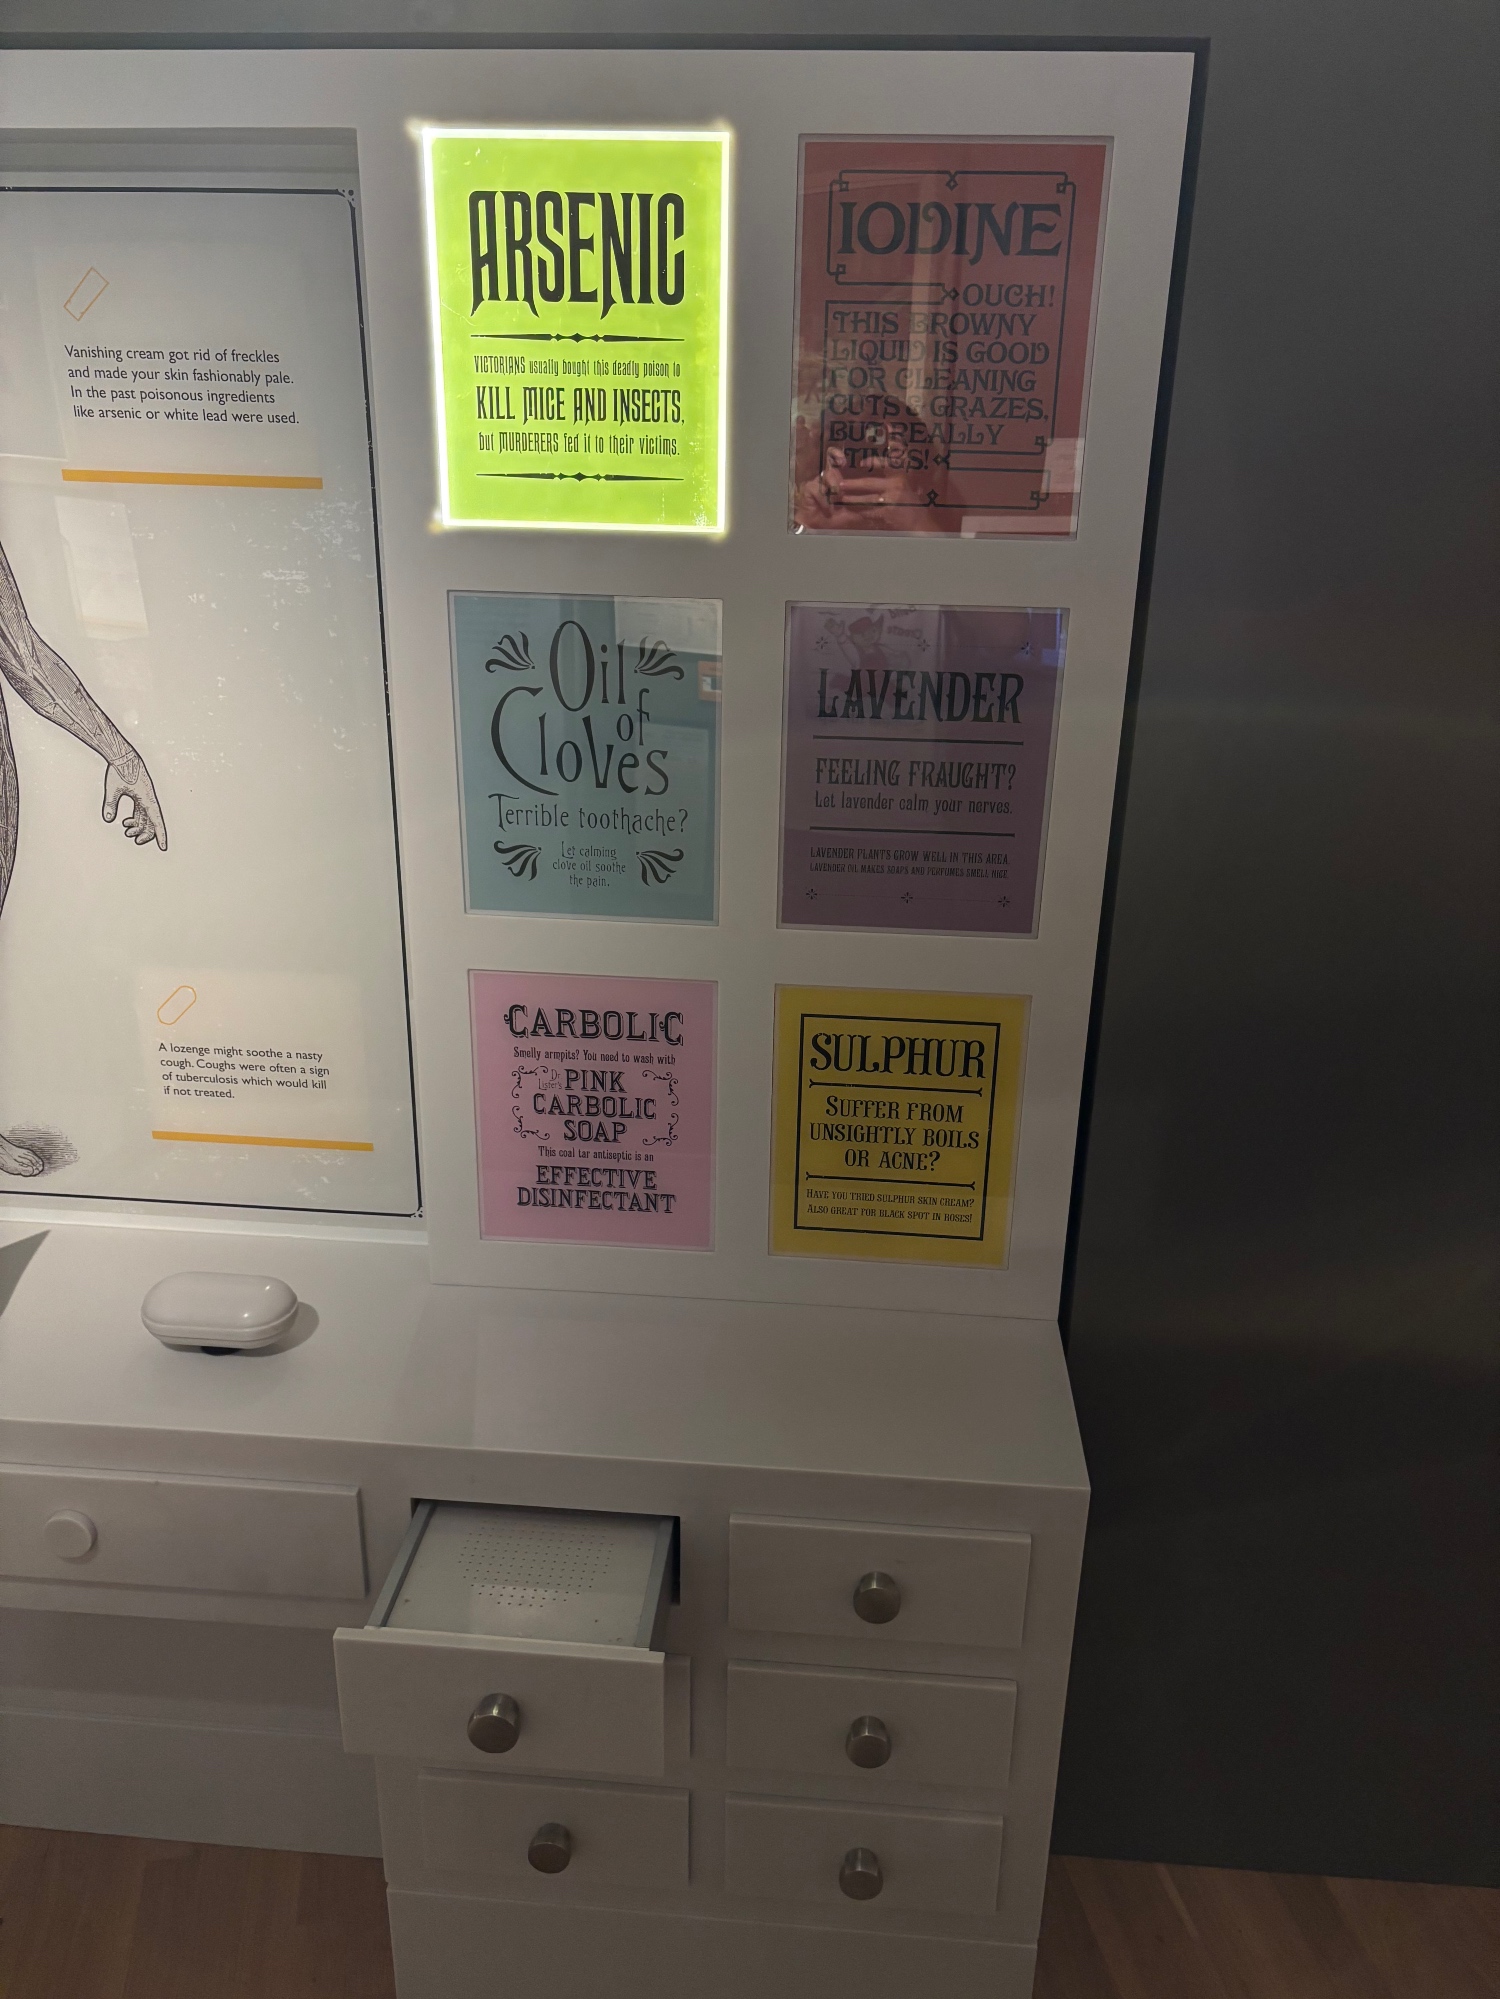 Vanishing cream got rid of freckles
and made your skin fashionably pale.
In the past poisonous ingredients
like arsenic or white lead were used.
A lozenge might soothe a nasty
cough. Coughs were often a sign
of tuberculosis which would kill
if not treated.
ARSENIC
VICTORIANS usually bought this deadly poison to
KILL MICE AND INSECTS,
but MURDERERS fed it to their victims.
IODINE
OUCH!
THIS BROWNY
LIQUID IS GOOD
FOR CLEANING
CUTS & GRAZES,
BUT REALLY
STINGS!
Oil
of
Cloves
Terrible toothache?
Let calming
clove oil soothe
the pain.
LAVENDER
FEELING FRAUGHT?
Let lavender calm your nerves.
LAVENDER PLANTS GROW WELL IN THIS AREA.
LAVENDER OIL MAKES SOAPS AND PERFUMES SMELL NICE.
CARBOLIC
Smelly armpits? You need to wash with
Dr.
Lister's PINK
CARBOLIC
SOAP
This coal tar antiseptic is an
EFFECTIVE
DISINFECTANT
SULPHUR
SUFFER FROM
UNSIGHTLY BOILS
OR ACNE?
HAVE YOU TRIED SULPHUR SKIN CREAM?
ALSO GREAT FOR BLACK SPOT IN ROSES!